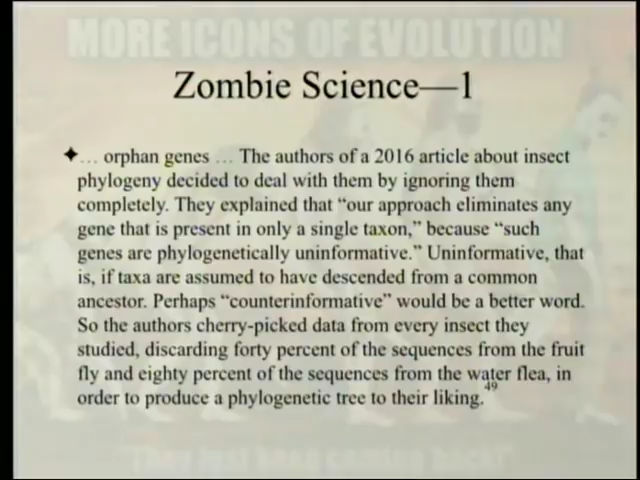 MORE ICONS OF EVOLUTION
Zombie Science—1
✦… orphan genes … The authors of a 2016 article about insect
phylogeny decided to deal with them by ignoring them
completely. They explained that “our approach eliminates any
gene that is present in only a single taxon,” because “such
genes are phylogenetically uninformative.” Uninformative, that
is, if taxa are assumed to have descended from a common
ancestor. Perhaps “counterinformative” would be a better word.
So the authors cherry-picked data from every insect they
studied, discarding forty percent of the sequences from the fruit
fly and eighty percent of the sequences from the water flea, in
order to produce a phylogenetic tree to their liking.49
"They just keep coming back!"